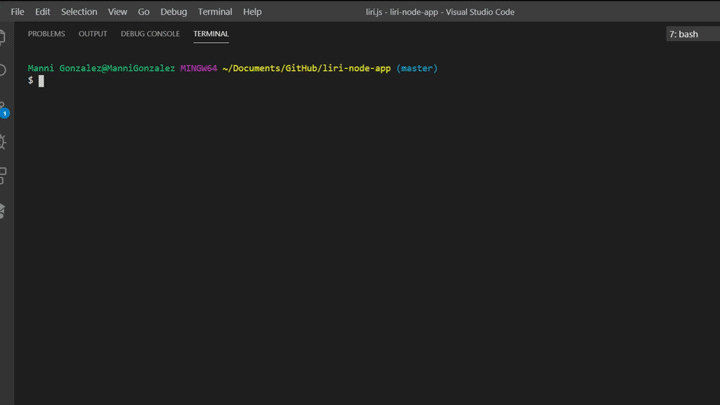 File Edit Selection View Go Debug Terminal Help liri.js - liri-node-app - Visual Studio Code
PROBLEMS OUTPUT DEBUG CONSOLE TERMINAL 7: bash
Manni Gonzalez@ManniGonzalez MINGW64 ~/Documents/GitHub/liri-node-app (master)
$
1